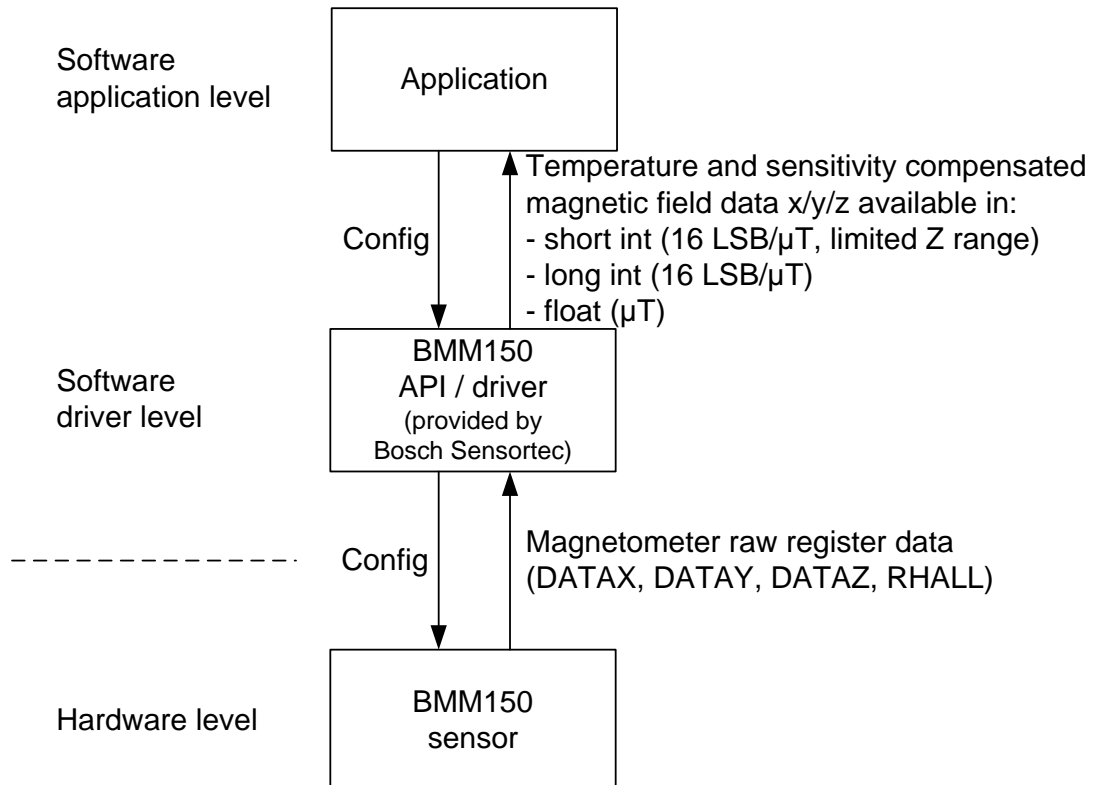 Software
application level
Application
Temperature and sensitivity compensated
magnetic field data x/y/z available in:
- short int (16 LSB/µT, limited Z range)
- long int (16 LSB/µT)
- float (µT)
Config
Software
driver level
BMM150
API / driver
(provided by
Bosch Sensortec)
Config
Magnetometer raw register data
(DATAX, DATAY, DATAZ, RHALL)
Hardware level
BMM150
sensor